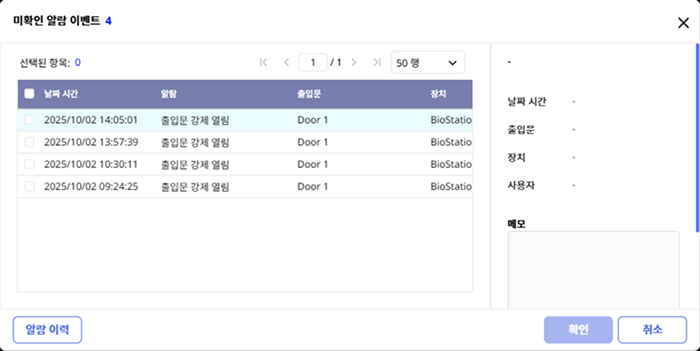 미확인 알람 이벤트 4
선택된 항목: 0
1 / 1
50 행
날짜 시간 알람 출입문 장치
2025/10/02 14:05:01 출입문 강제 열림 Door 1 BioStatio
2025/10/02 13:57:39 출입문 강제 열림 Door 1 BioStatio
2025/10/02 10:30:11 출입문 강제 열림 Door 1 BioStatio
2025/10/02 09:24:25 출입문 강제 열림 Door 1 BioStatio
-
날짜 시간 -
출입문 -
장치 -
사용자 -
메모
알람 이력
확인
취소